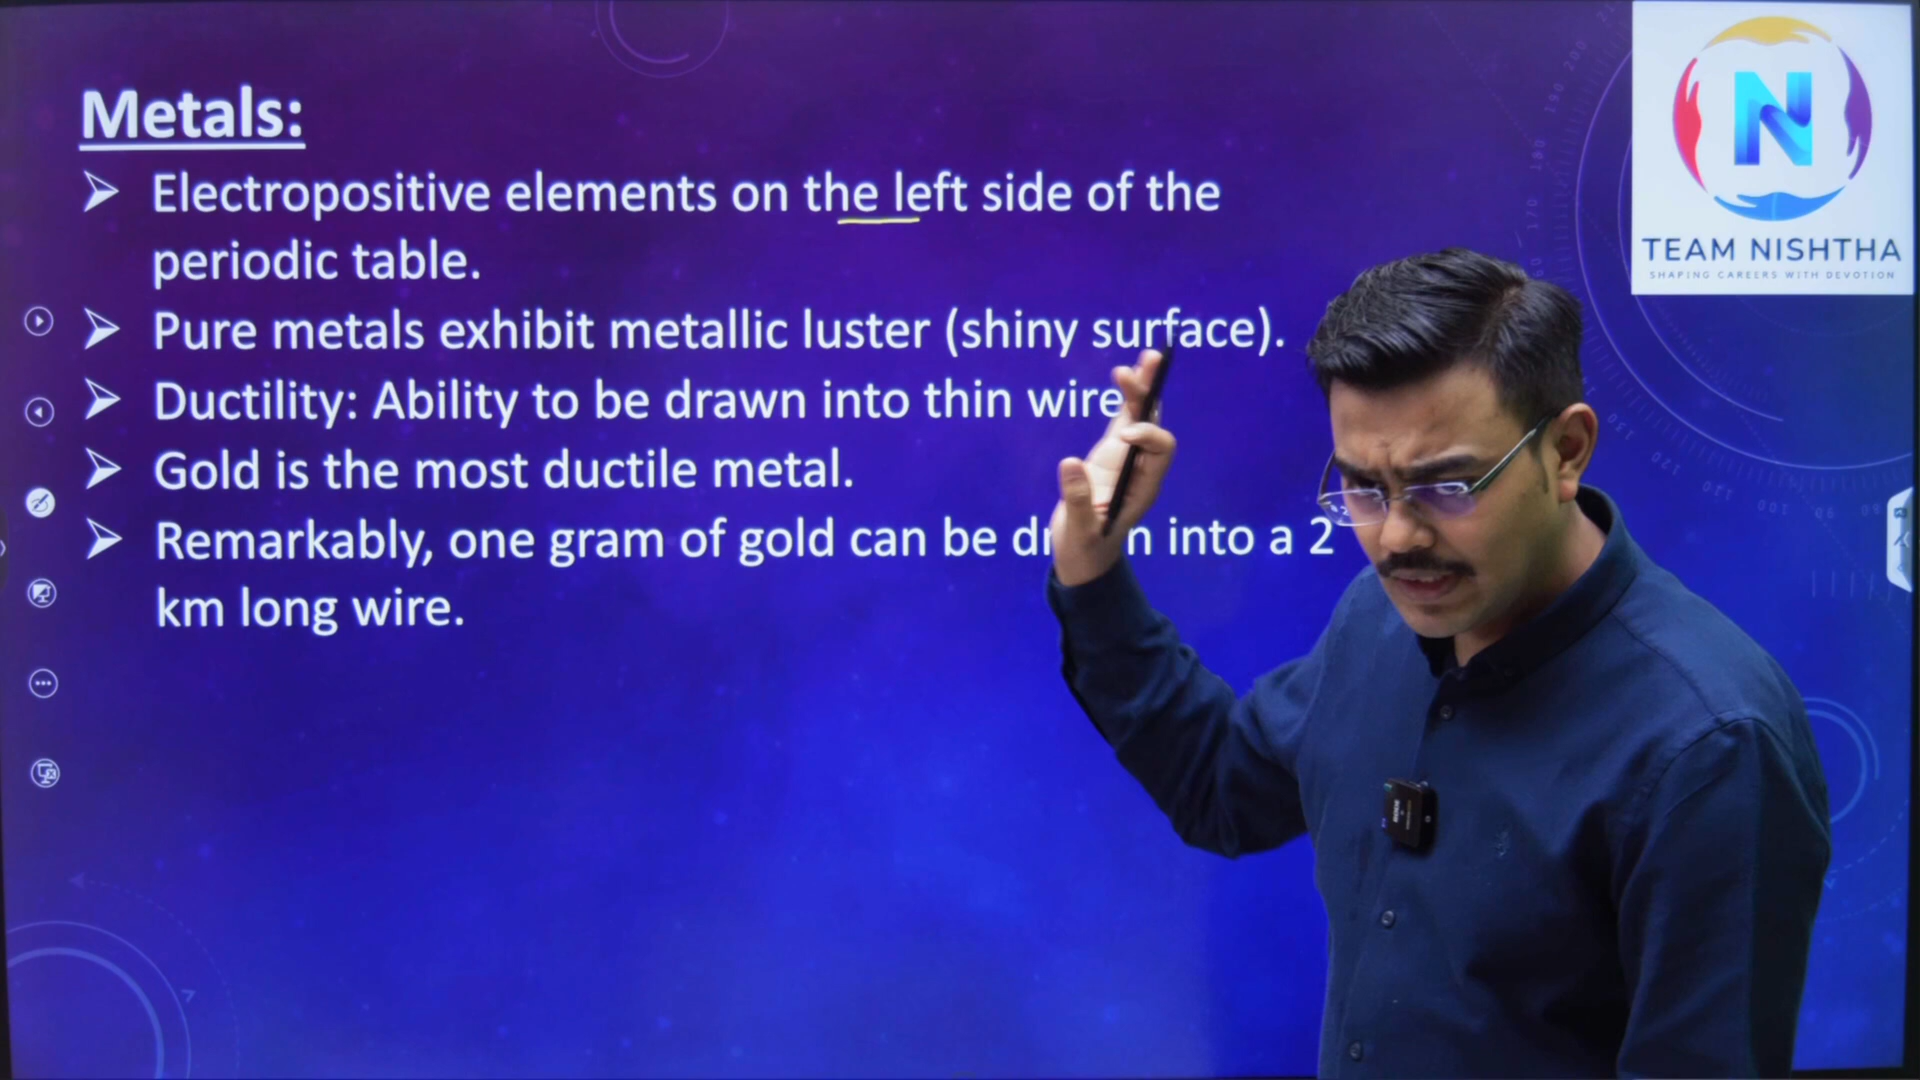 Metals:
➢ Electropositive elements on the left side of the
periodic table.
➢ Pure metals exhibit metallic luster (shiny surface).
➢ Ductility: Ability to be drawn into thin wire
➢ Gold is the most ductile metal.
➢ Remarkably, one gram of gold can be into a 2
km long wire.
N
TEAM NISHTHA
SHAPING CAREERS WITH DEVOTION